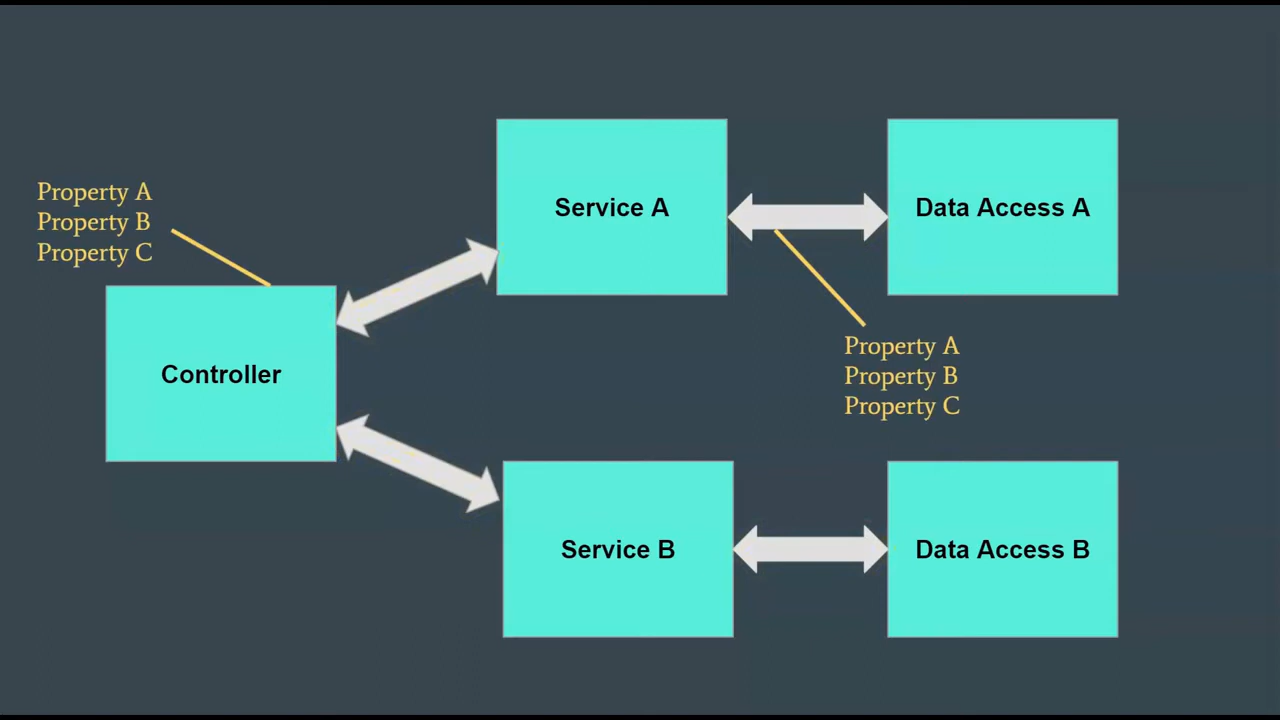 Property A
Property B
Property C
Controller
Service A
Data Access A
Property A
Property B
Property C
Service B
Data Access B